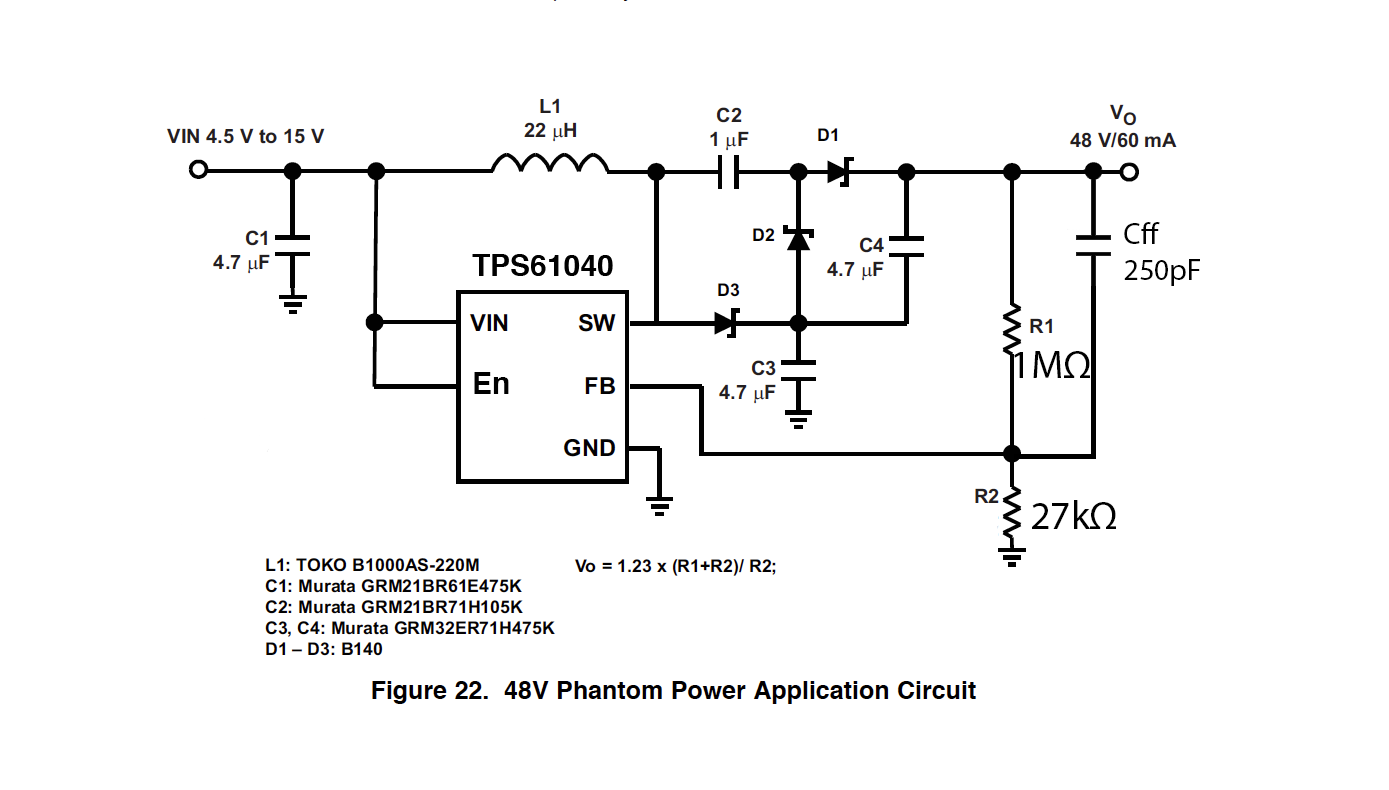 L1
22 μH
C2
1 μF
D1
VO
48 V/60 mA
VIN 4.5 V to 15 V
C1
4.7 μF
D2
C4
4.7 μF
Cff
250pF
TPS61040
D3
VIN
SW
R1
1MΩ
En
FB
C3
4.7 μF
GND
R2
27kΩ
L1: TOKO B1000AS-220M
Vo = 1.23 x (R1+R2)/ R2;
C1: Murata GRM21BR61E475K
C2: Murata GRM21BR71H105K
C3, C4: Murata GRM32ER71H475K
D1 – D3: B140
Figure 22. 48V Phantom Power Application Circuit